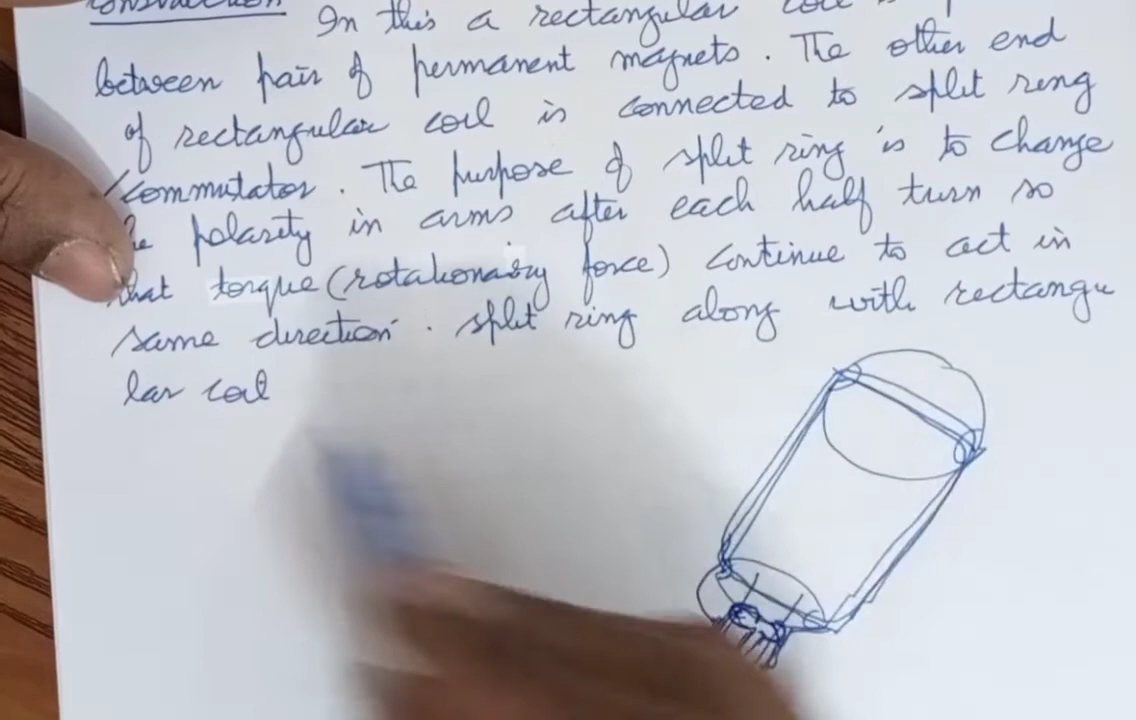 Construction In this a rectangular coil
between pair of permanent magnets. The other end
of rectangular coil is connected to split ring
commutator. The purpose of split ring is to change
polarity in arms after each half turn so
that torque (rotationary force) continue to act in
same direction. split ring along with rectangu
lar coil